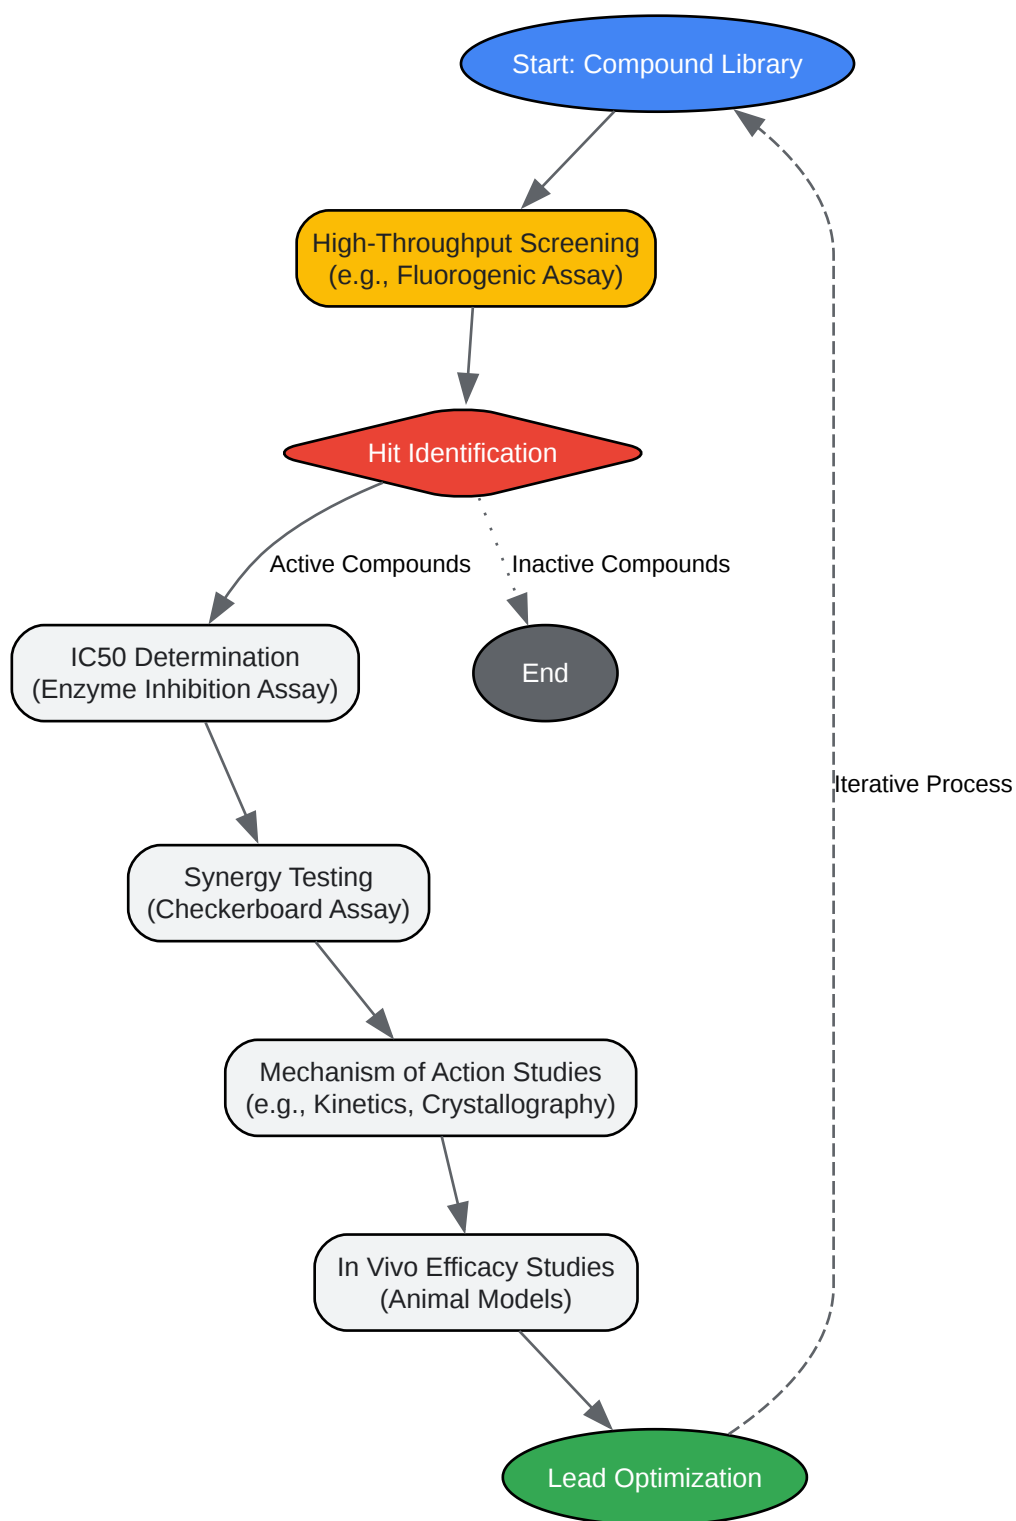 Start: Compound Library
High-Throughput Screening
(e.g., Fluorogenic Assay)
Hit Identification
Active Compounds
Inactive Compounds
IC50 Determination
(Enzyme Inhibition Assay)
End
Iterative Process
Synergy Testing
(Checkerboard Assay)
Mechanism of Action Studies
(e.g., Kinetics, Crystallography)
In Vivo Efficacy Studies
(Animal Models)
Lead Optimization